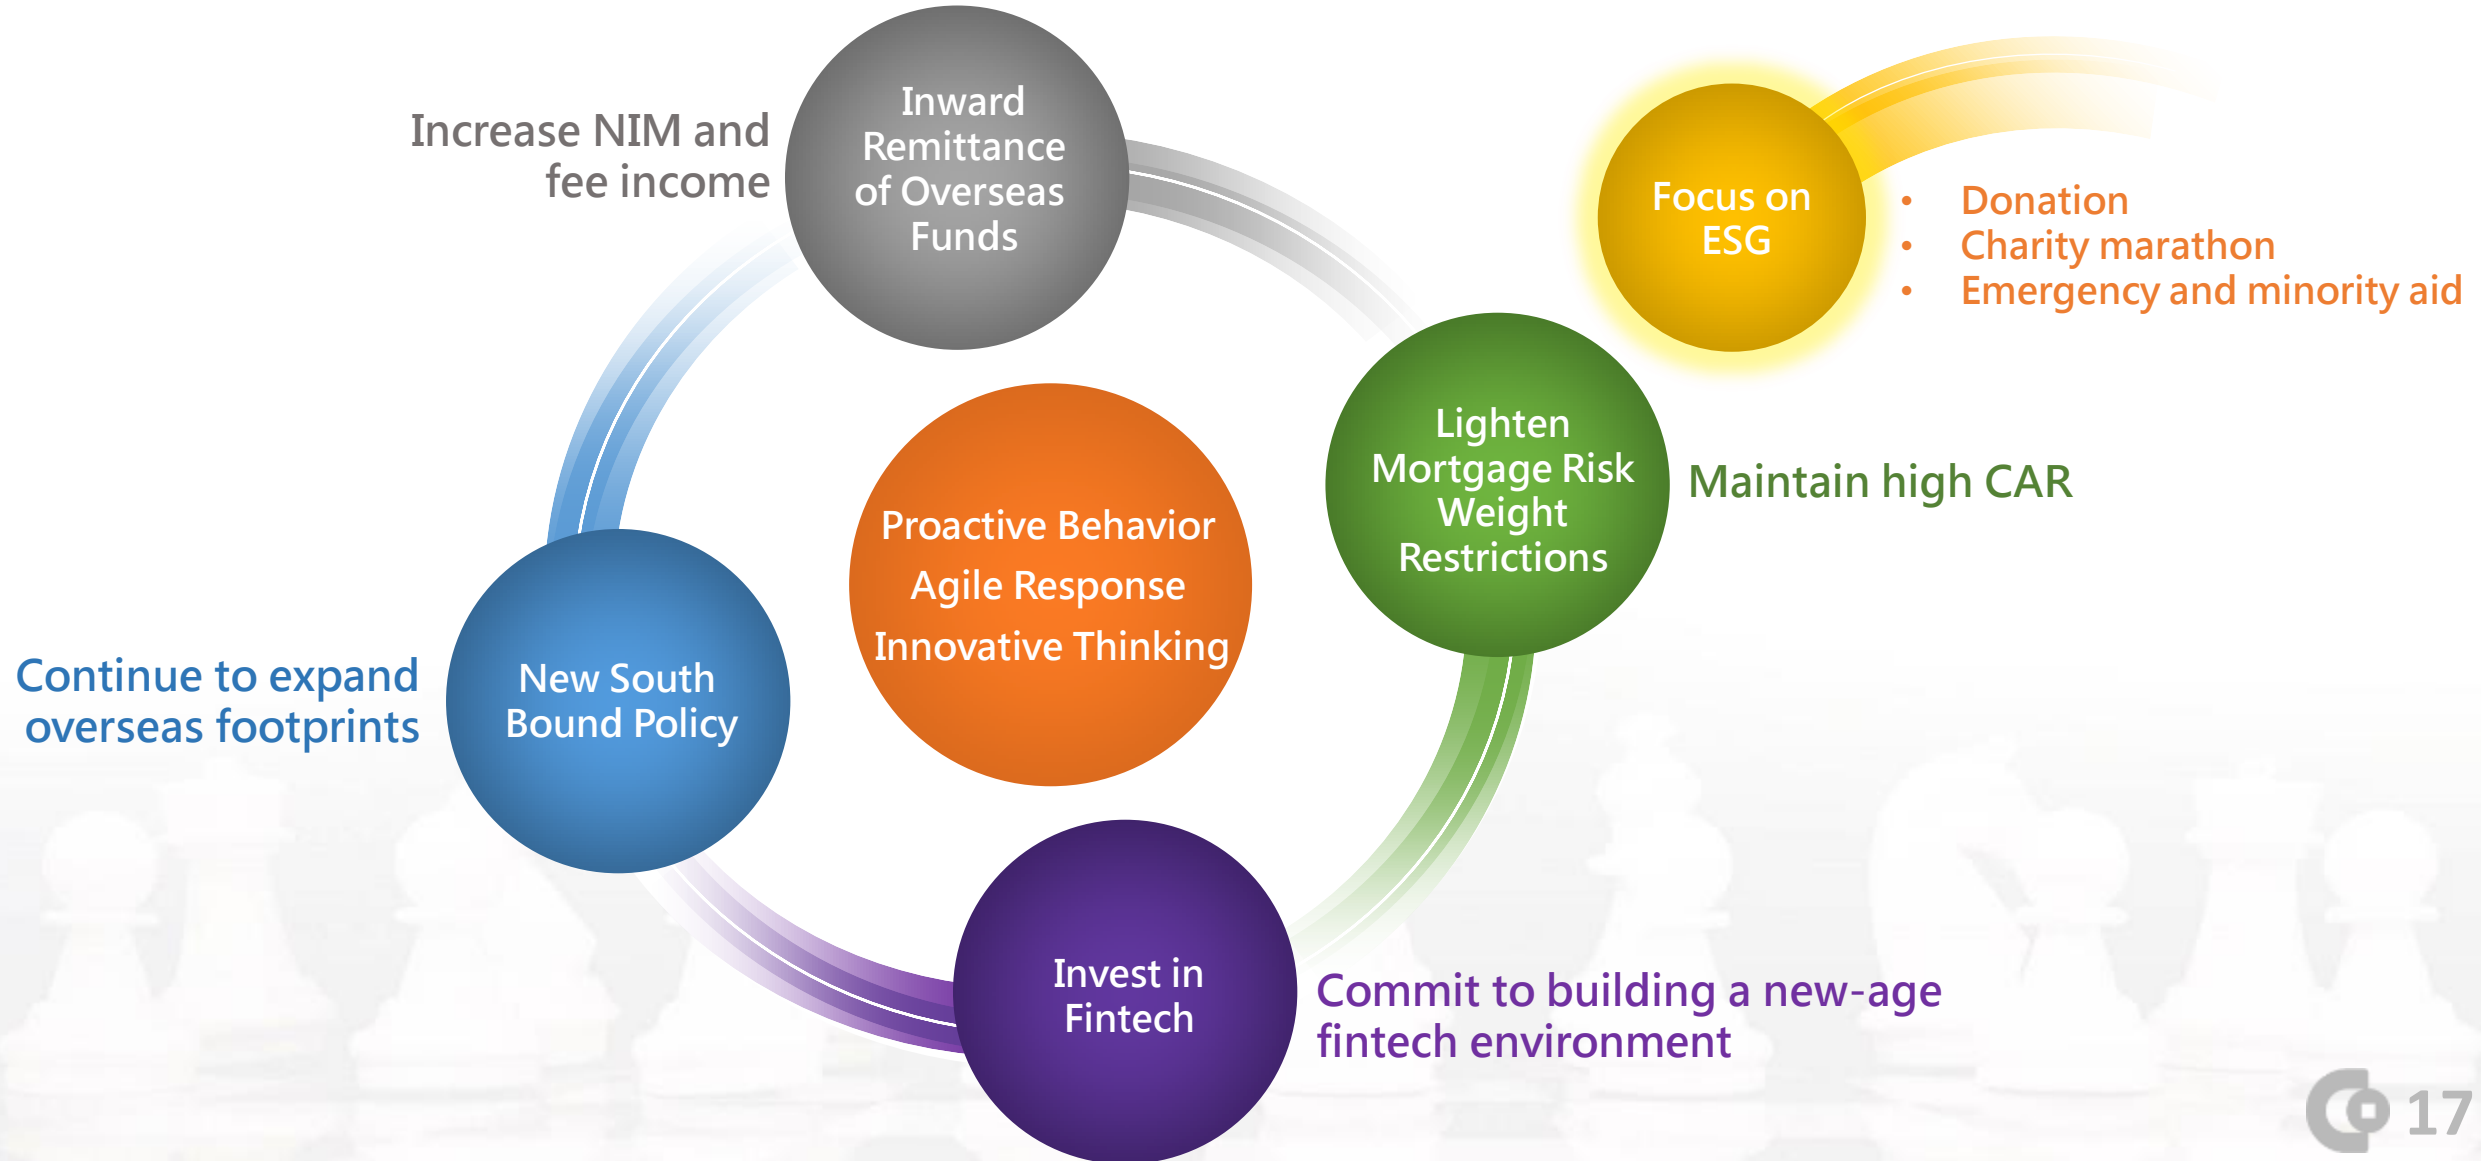 Increase NIM and
fee income
Inward
Remittance
of Overseas
Funds
Focus on
ESG
• Donation
• Charity marathon
• Emergency and minority aid
Lighten
Mortgage Risk
Weight
Restrictions
Maintain high CAR
Proactive Behavior
Agile Response
Innovative Thinking
Continue to expand
overseas footprints
New South
Bound Policy
Invest in
Fintech
Commit to building a new-age
fintech environment
17